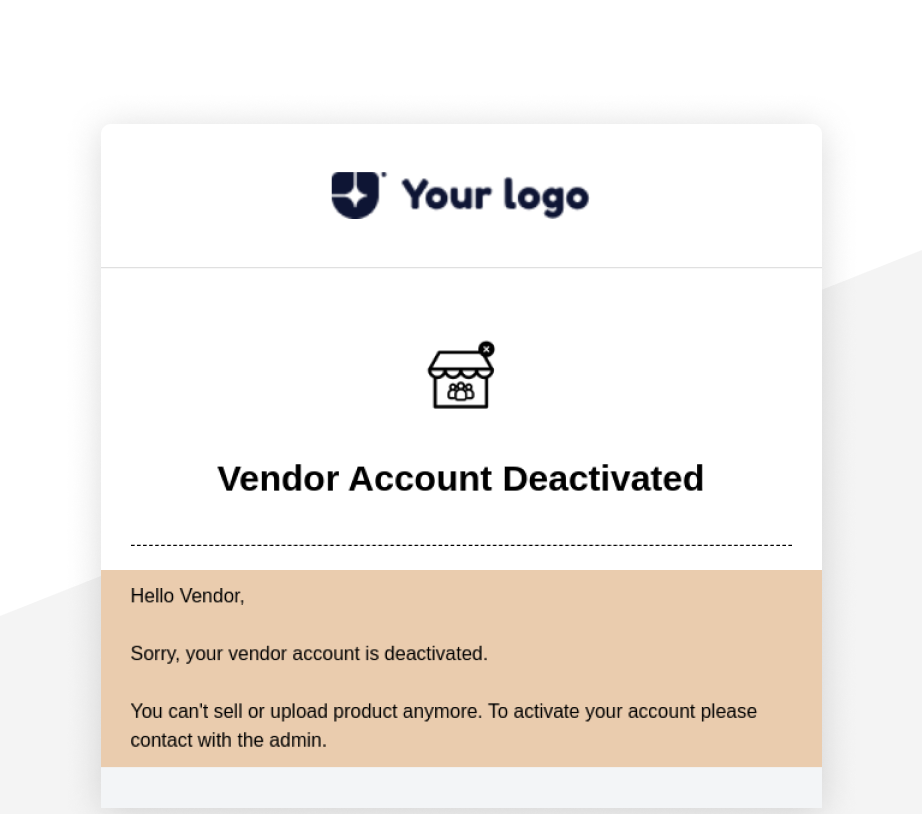 Your logo
Vendor Account Deactivated
Hello Vendor,
Sorry, your vendor account is deactivated.
You can't sell or upload product anymore. To activate your account please
contact with the admin.